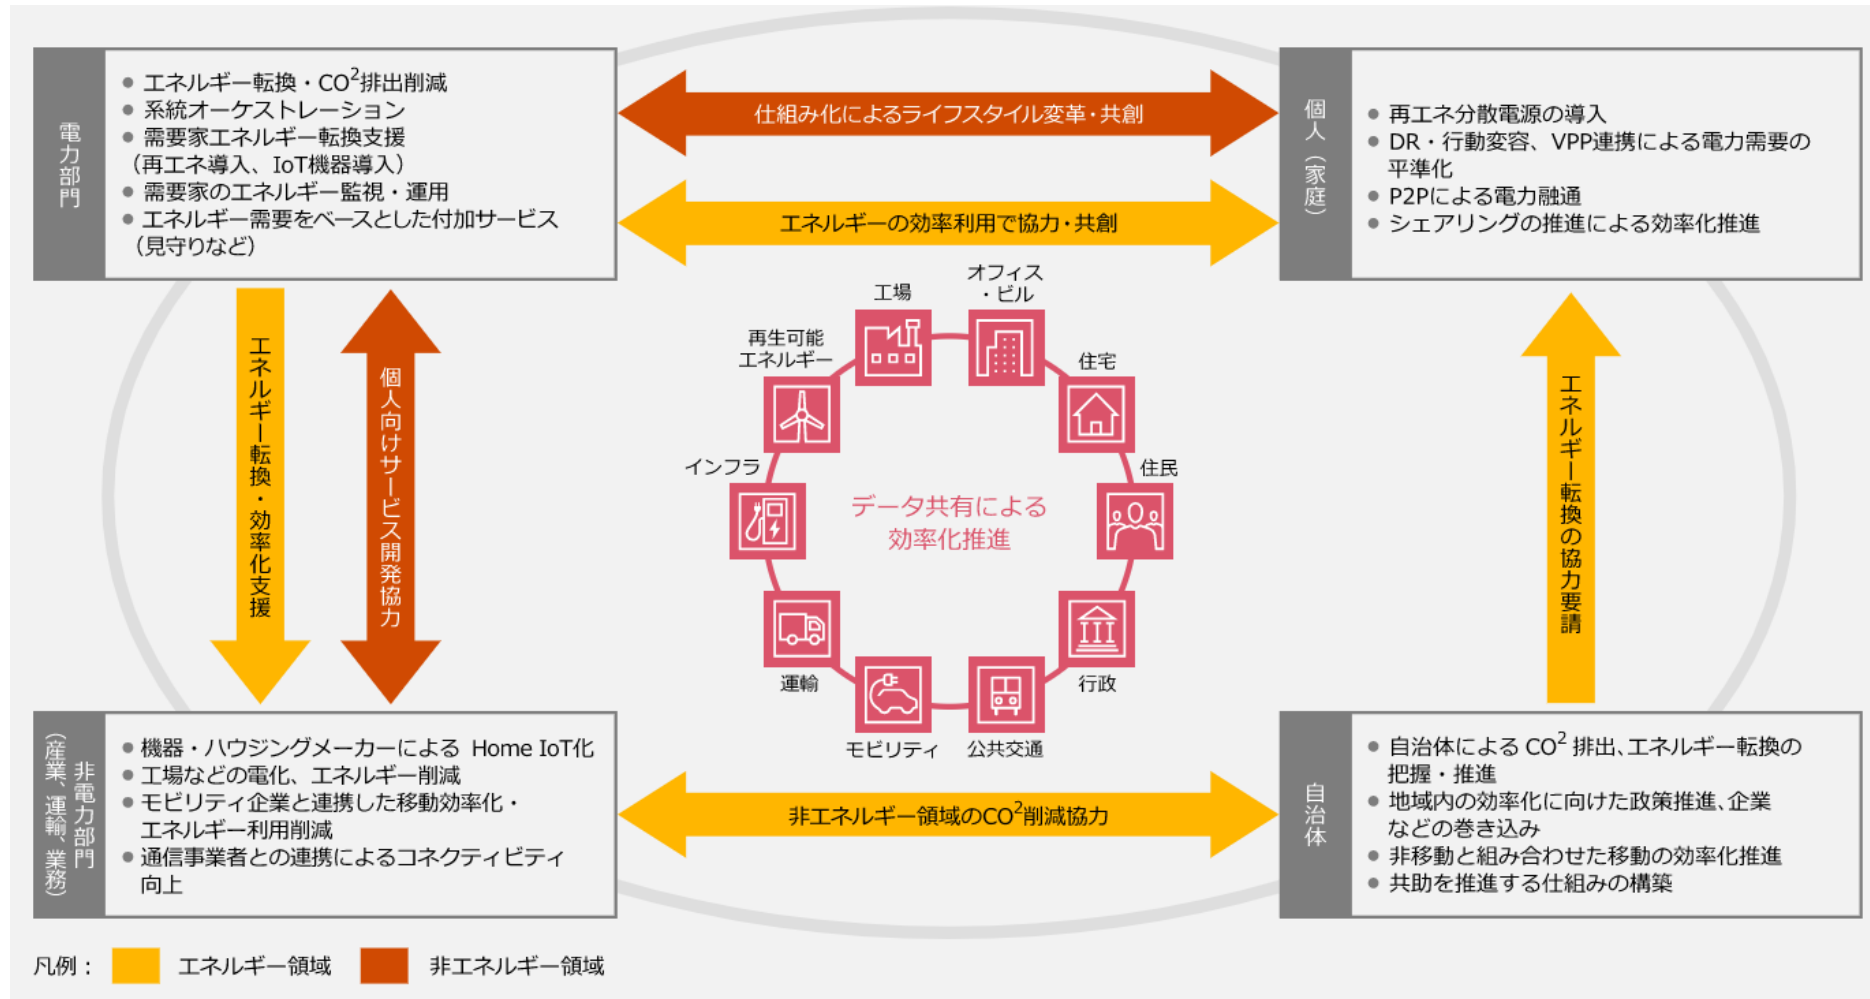 電力部門
● エネルギー転換・CO²排出削減
● 系統オーケストレーション
● 需要家エネルギー転換支援
（再エネ導入、IoT機器導入）
● 需要家のエネルギー監視・運用
● エネルギー需要をベースとした付加サービス
（見守りなど）
仕組み化によるライフスタイル変革・共創
エネルギーの効率利用で協力・共創
個人（家庭）
● 再エネ分散電源の導入
● DR・行動変容、VPP連携による電力需要の
平準化
● P2Pによる電力融通
● シェアリングの推進による効率化推進
エネルギー転換・効率化支援
個人向けサービス開発協力
工場
オフィス
・ビル
再生可能
エネルギー
住宅
インフラ
住民
データ共有による
効率化推進
運輸
行政
モビリティ
公共交通
エネルギー転換の協力要請
非電力部門
（産業、運輸、業務）
● 機器・ハウジングメーカーによる Home IoT化
● 工場などの電化、エネルギー削減
● モビリティ企業と連携した移動効率化・
エネルギー利用削減
● 通信事業者との連携によるコネクティビティ
向上
非エネルギー領域のCO²削減協力
自治体
● 自治体による CO² 排出、エネルギー転換の
把握・推進
● 地域内の効率化に向けた政策推進、企業
などの巻き込み
● 非移動と組み合わせた移動の効率化推進
● 共助を推進する仕組みの構築
凡例： エネルギー領域 非エネルギー領域